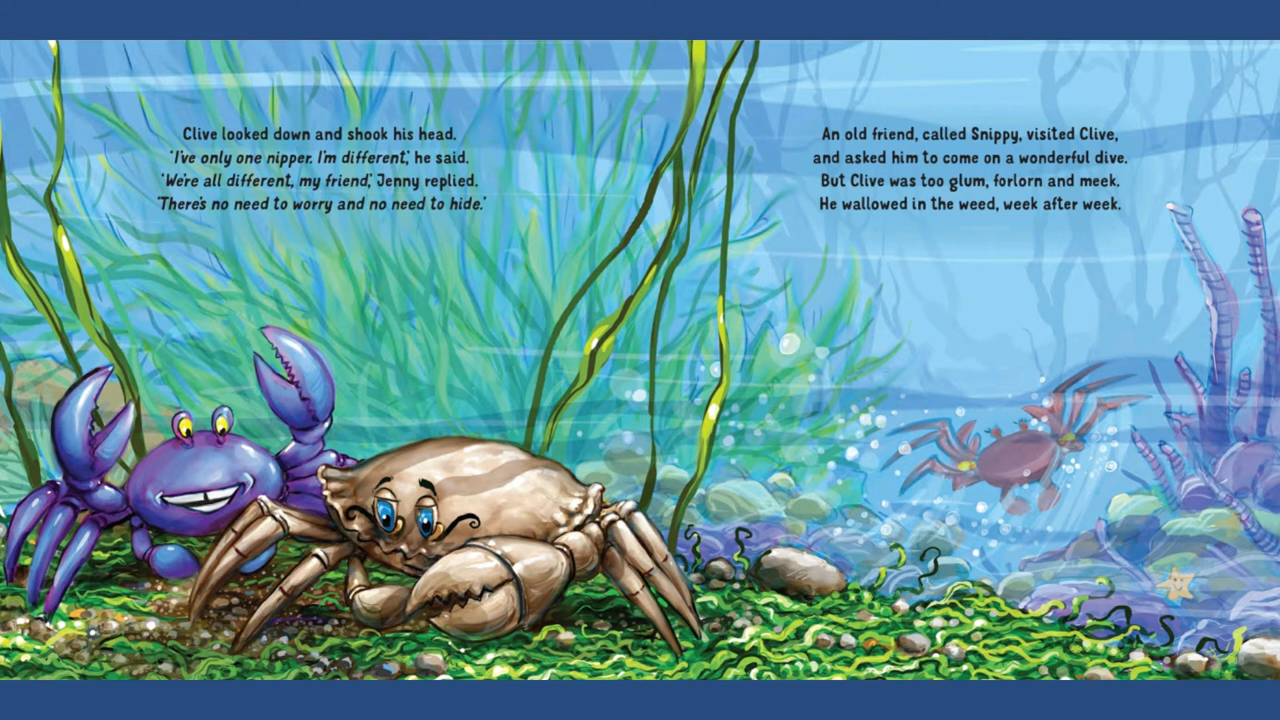 Clive looked down and shook his head.
'I've only one nipper. I'm different,' he said.
'We're all different, my friend,' Jenny replied.
'There's no need to worry and no need to hide.'
An old friend, called Snippy, visited Clive,
and asked him to come on a wonderful dive.
But Clive was too glum, forlorn and meek.
He wallowed in the weed, week after week.